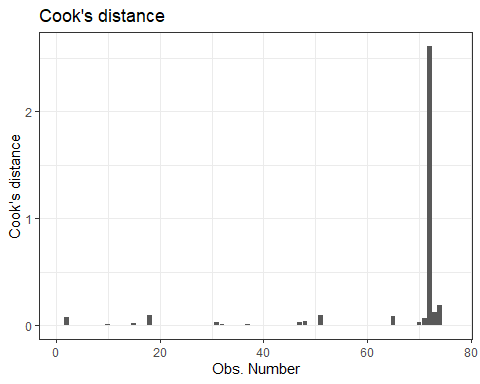 Cook's distance
Cook's distance
2
1
0
0 20 40 60 80
Obs. Number